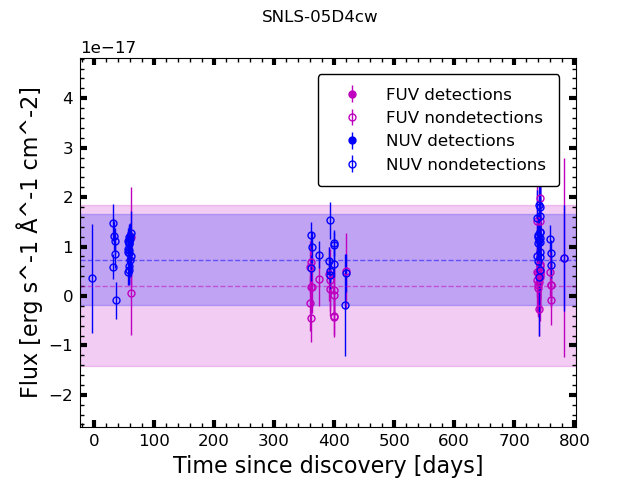 SNLS-05D4cw
1e−17
FUV detections
FUV nondetections
NUV detections
NUV nondetections
4
3
2
1
0
−1
−2
0 100 200 300 400 500 600 700 800
Flux [erg s^-1 Å^-1 cm^-2]
Time since discovery [days]